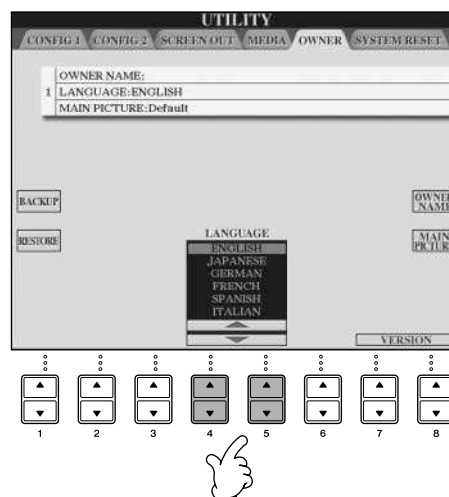 UTILITY
CONFIG 1 CONFIG 2 SCREEN OUT MEDIA OWNER SYSTEM RESET
OWNER NAME:
1 LANGUAGE:ENGLISH
MAIN PICTURE:Default
BACKUP
OWNER
NAME
RESTORE
MAIN
PICTURE
LANGUAGE
ENGLISH
JAPANESE
GERMAN
FRENCH
SPANISH
ITALIAN
VERSION
1 2 3 4 5 6 7 8